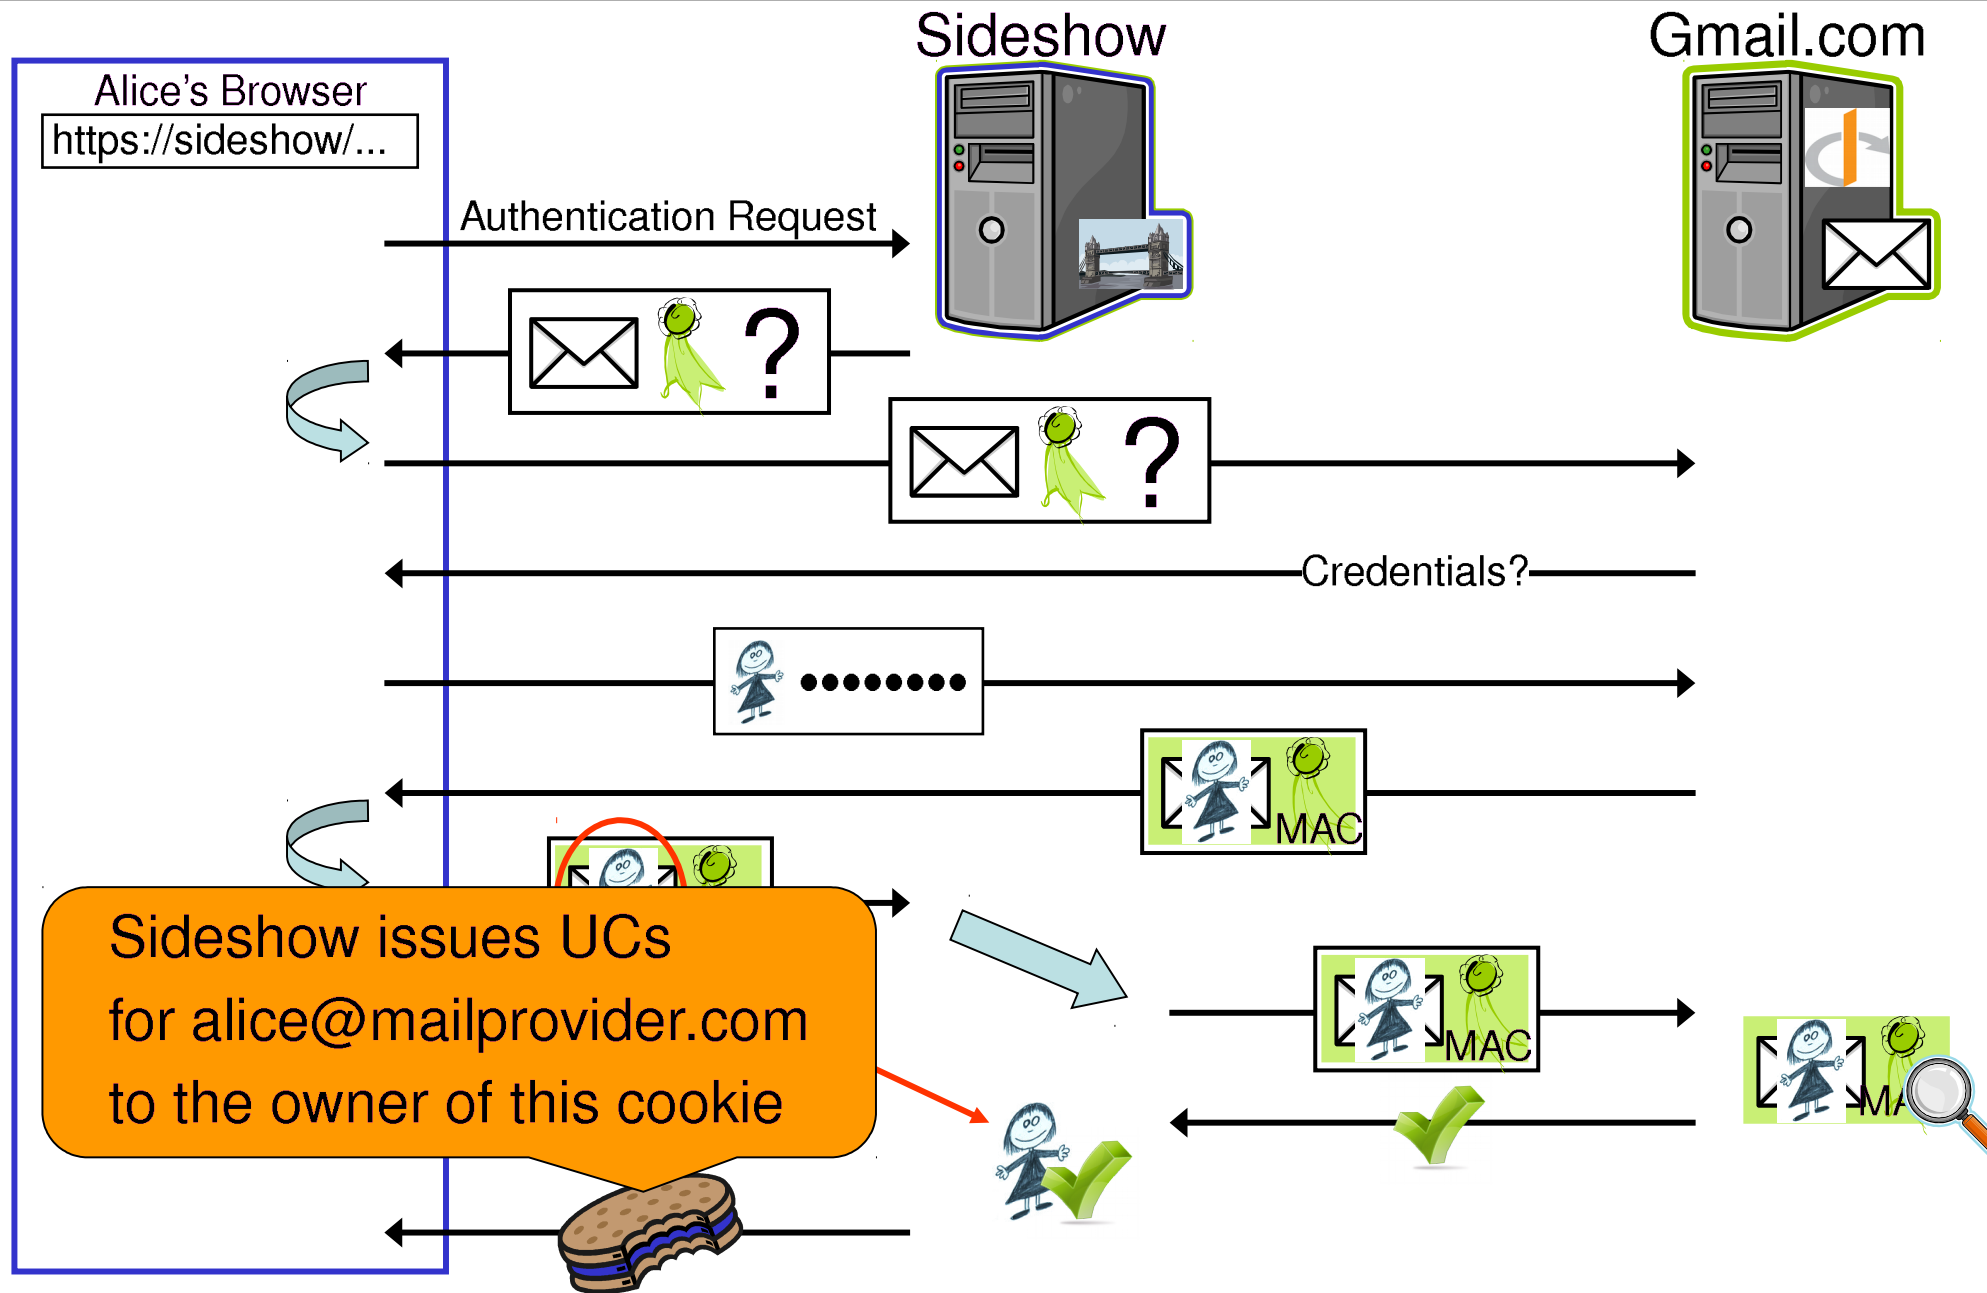 Sideshow
Gmail.com
Alice's Browser
https://sideshow/...
Authentication Request
?
?
Credentials?
MAC
MAC
MA
Sideshow issues UCs
for alice@mailprovider.com
to the owner of this cookie